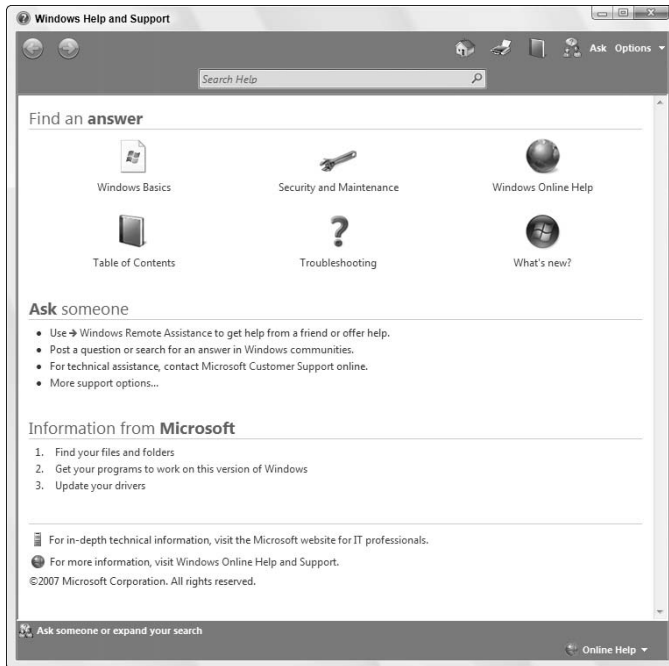 Windows Help and Support
Ask Options
Search Help
Find an answer
Windows Basics
Security and Maintenance
Windows Online Help
Table of Contents
Troubleshooting
What's new?
Ask someone
• Use → Windows Remote Assistance to get help from a friend or offer help.
• Post a question or search for an answer in Windows communities.
• For technical assistance, contact Microsoft Customer Support online.
• More support options...
Information from Microsoft
1. Find your files and folders
2. Get your programs to work on this version of Windows
3. Update your drivers
For in-depth technical information, visit the Microsoft website for IT professionals.
For more information, visit Windows Online Help and Support.
©2007 Microsoft Corporation. All rights reserved.
Ask someone or expand your search
Online Help